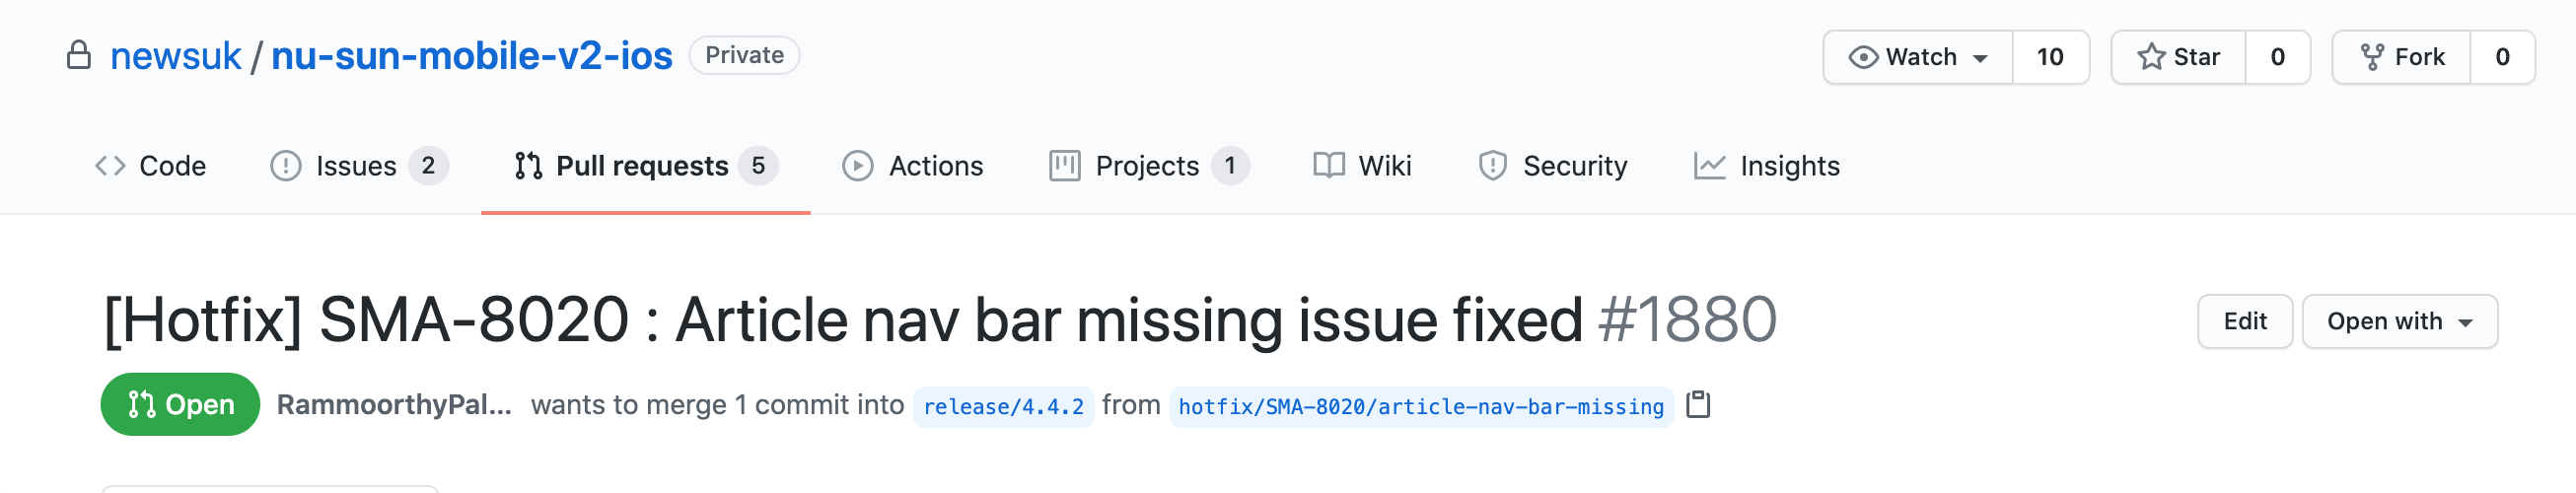 newsuk / nu-sun-mobile-v2-ios Private Watch 10 Star 0 Fork 0
Code Issues 2 Pull requests 5 Actions Projects 1 Wiki Security Insights
[Hotfix] SMA-8020 : Article nav bar missing issue fixed #1880 Edit Open with
Open RammoorthyPal... wants to merge 1 commit into release/4.4.2 from hotfix/SMA-8020/article-nav-bar-missing